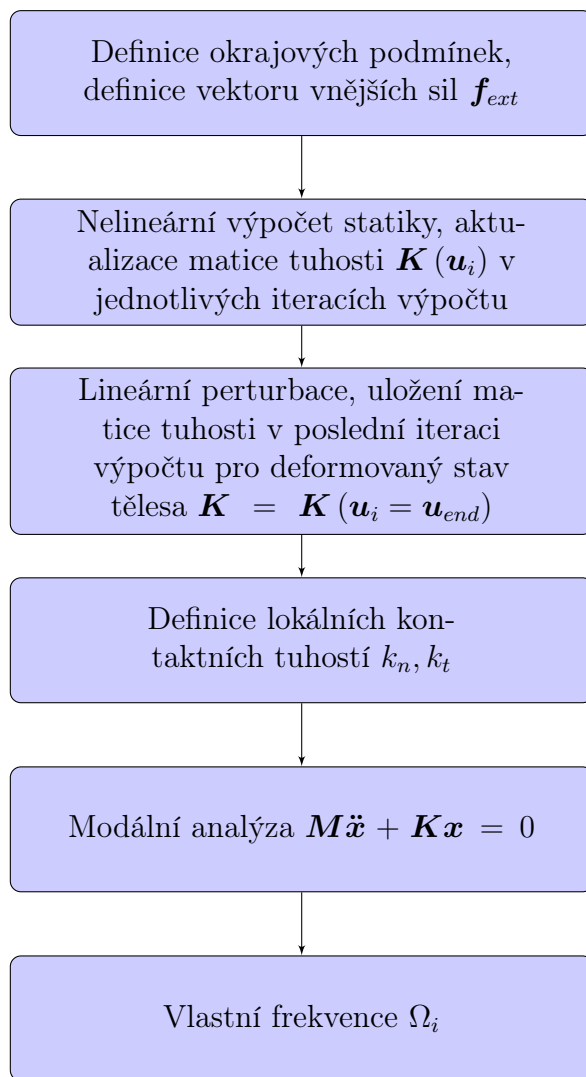 Definice okrajových podmínek,
definice vektoru vnějších sil f_ext
Nelineární výpočet statiky, aktu-
alizace matice tuhosti K (u_i) v
jednotlivých iteracích výpočtu
Lineární perturbace, uložení ma-
tice tuhosti v poslední iteraci
výpočtu pro deformovaný stav
tělesa K = K (u_i = u_end)
Definice lokálních kon-
taktních tuhostí k_n, k_t
Modální analýza Mẍ + Kx = 0
Vlastní frekvence Ω_i